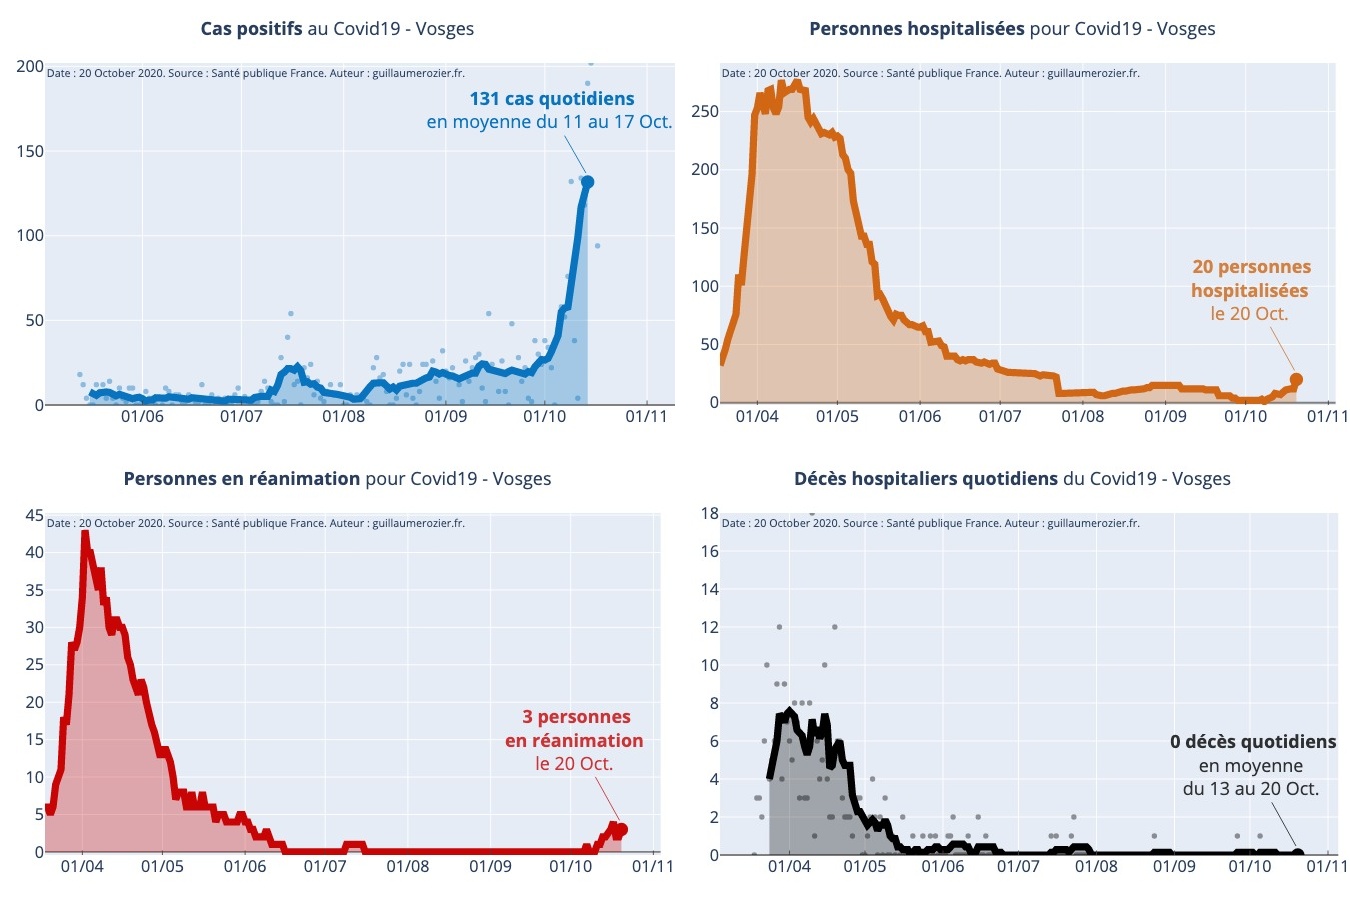 Cas positifs au Covid19 - Vosges
200
Date : 20 October 2020. Source : Santé publique France. Auteur : guillaumerozier.fr.
131 cas quotidiens
en moyenne du 11 au 17 Oct.
150
100
50
0
01/06 01/07 01/08 01/09 01/10 01/11
Personnes hospitalisées pour Covid19 - Vosges
Date : 20 October 2020. Source : Santé publique France. Auteur : guillaumerozier.fr.
250
200
150
20 personnes
hospitalisées
le 20 Oct.
100
50
0
01/04 01/05 01/06 01/07 01/08 01/09 01/10 01/11
Personnes en réanimation pour Covid19 - Vosges
45
Date : 20 October 2020. Source : Santé publique France. Auteur : guillaumerozier.fr.
40
35
30
25
20
3 personnes
en réanimation
le 20 Oct.
15
10
5
0
01/04 01/05 01/06 01/07 01/08 01/09 01/10 01/11
Décès hospitaliers quotidiens du Covid19 - Vosges
18
Date : 20 October 2020. Source : Santé publique France. Auteur : guillaumerozier.fr.
16
14
12
10
8
6
0 décès quotidiens
en moyenne
du 13 au 20 Oct.
4
2
0
01/04 01/05 01/06 01/07 01/08 01/09 01/10 01/11